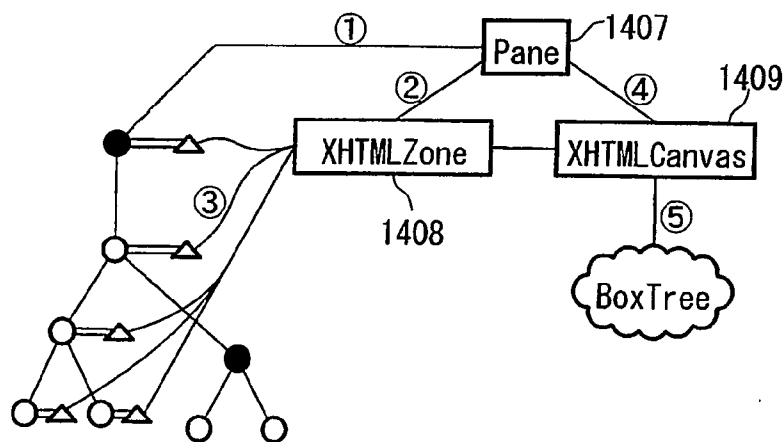 ① Pane 1407
② ④ 1409
XHTMLZone XHTMLCanvas
③ 1408 ⑤
BoxTree